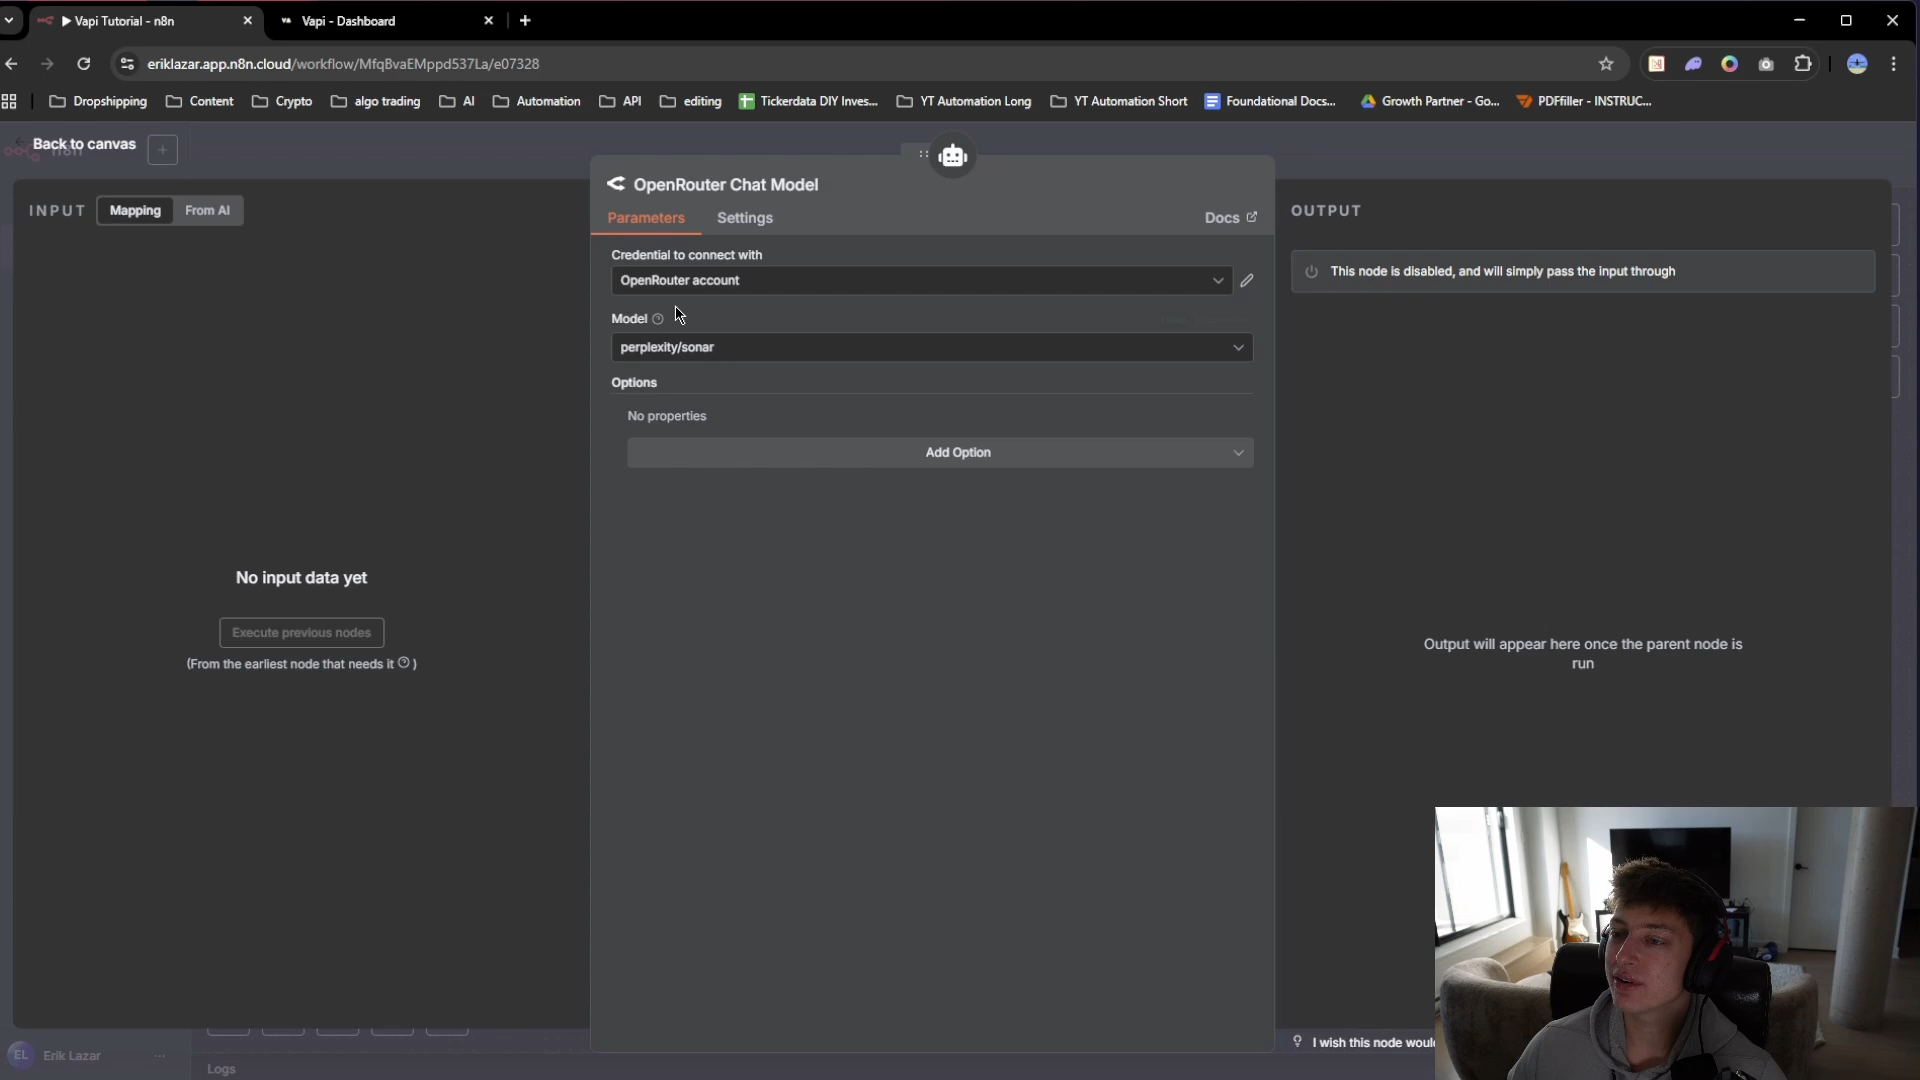 Vapi Tutorial - n8n
Vapi - Dashboard
eriklazar.app.n8n.cloud/workflow/MfqBvaEMppd537La/e07328
Dropshipping
Content
Crypto
algo trading
AI
Automation
API
editing
Tickerdata DIY Inves...
YT Automation Long
YT Automation Short
Foundational Docs...
Growth Partner - Go...
PDFfiller - INSTRUC...
Back to canvas
n8n
OpenRouter Chat Model
INPUT
Mapping
From AI
Parameters
Settings
Docs
OUTPUT
Credential to connect with
OpenRouter account
This node is disabled, and will simply pass the input through
Model
perplexity/sonar
Options
No properties
Add Option
No input data yet
Execute previous nodes
(From the earliest node that needs it ?)
Output will appear here once the parent node is
run
EL
Erik Lazar
I wish this node woul
Logs